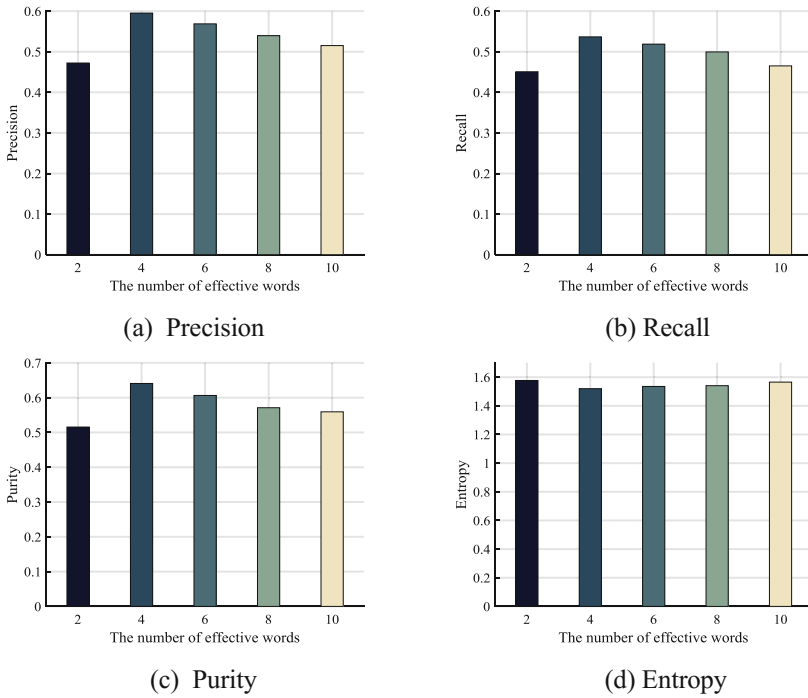 0.6
0.5
0.4
0.3
0.2
0.1
0
Precision
2 4 6 8 10
The number of effective words
(a) Precision
0.6
0.5
0.4
0.3
0.2
0.1
0
Recall
2 4 6 8 10
The number of effective words
(b) Recall
0.7
0.6
0.5
0.4
0.3
0.2
0.1
0
Purity
2 4 6 8 10
The number of effective words
(c) Purity
1.6
1.4
1.2
1
0.8
0.6
0.4
0.2
0
Entropy
2 4 6 8 10
The number of effective words
(d) Entropy